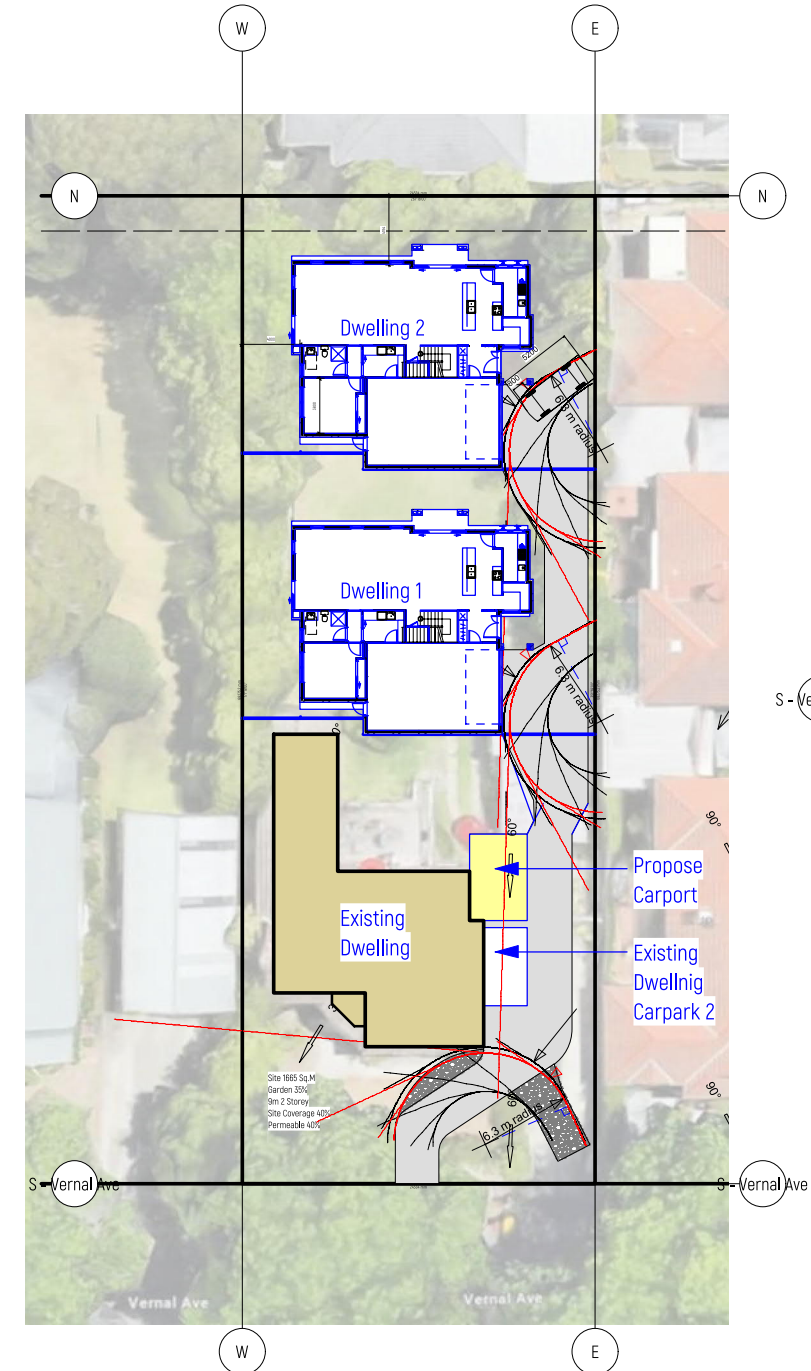 W
E
N
N
Dwelling 2
5200
6.3 m radius
Dwelling 1
6.3 m radius
S - Ve
90°
60°
Propose
Carport
Existing
Dwelling
Existing
Dwellnig
Carpark 2
Site 1665 Sq.M
Garden 35%
9m 2 Storey
Site Coverage 40%
Permeable 40%
90°
6.3 m radius
S - Vernal Ave
S - Vernal Ave
Vernal Ave
Vernal Ave
W
E